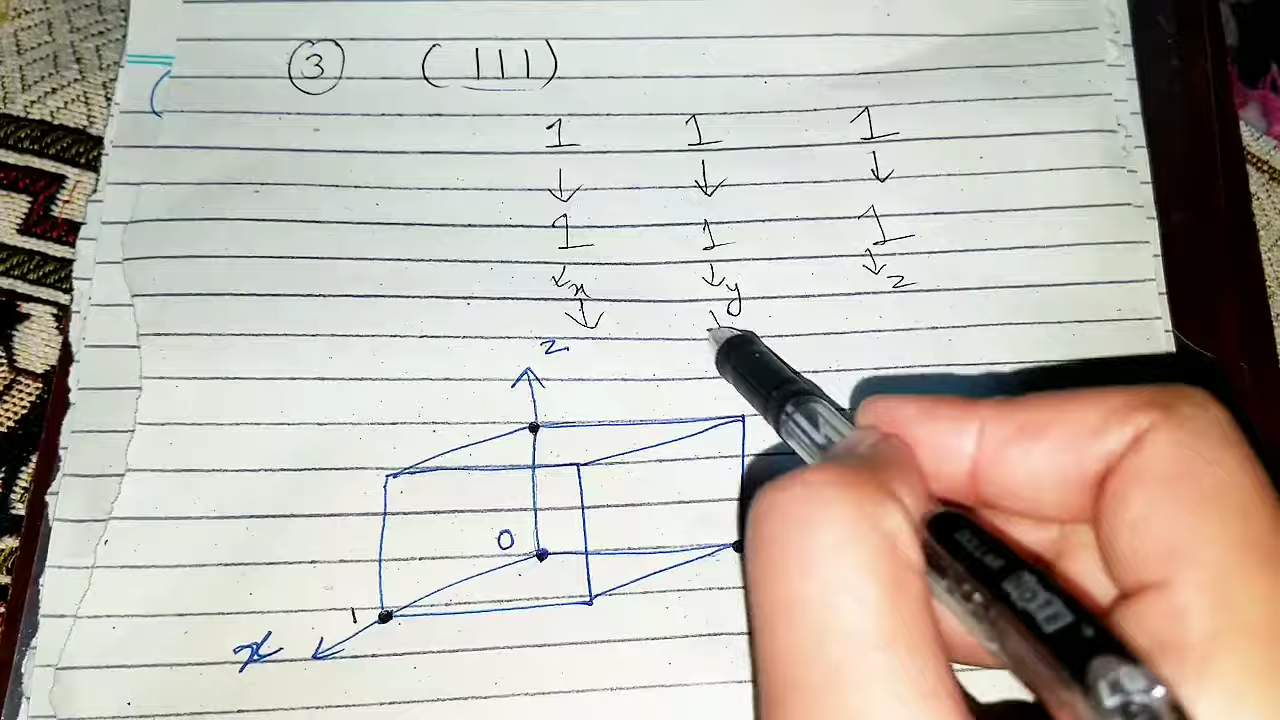 ③ (111)
1 1 1
↓ ↓ ↓
1 1 1
↓x ↓y ↓z
↓
z
0
1
x